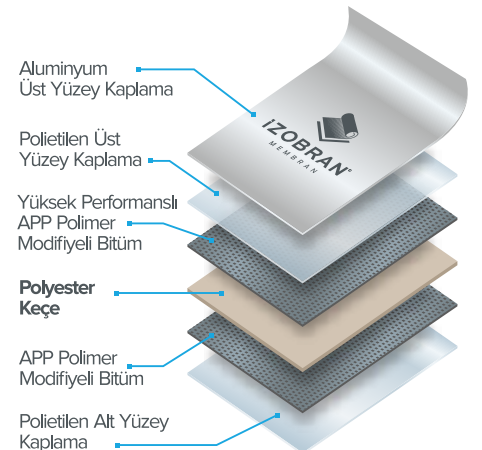 Aluminyum
Üst Yüzey Kaplama
iZOBRAN®
MEMBRAN
Polietilen Üst
Yüzey Kaplama
Yüksek Performanslı
APP Polimer
Modifiyeli Bitüm
Polyester
Keçe
APP Polimer
Modifiyeli Bitüm
Polietilen Alt Yüzey
Kaplama